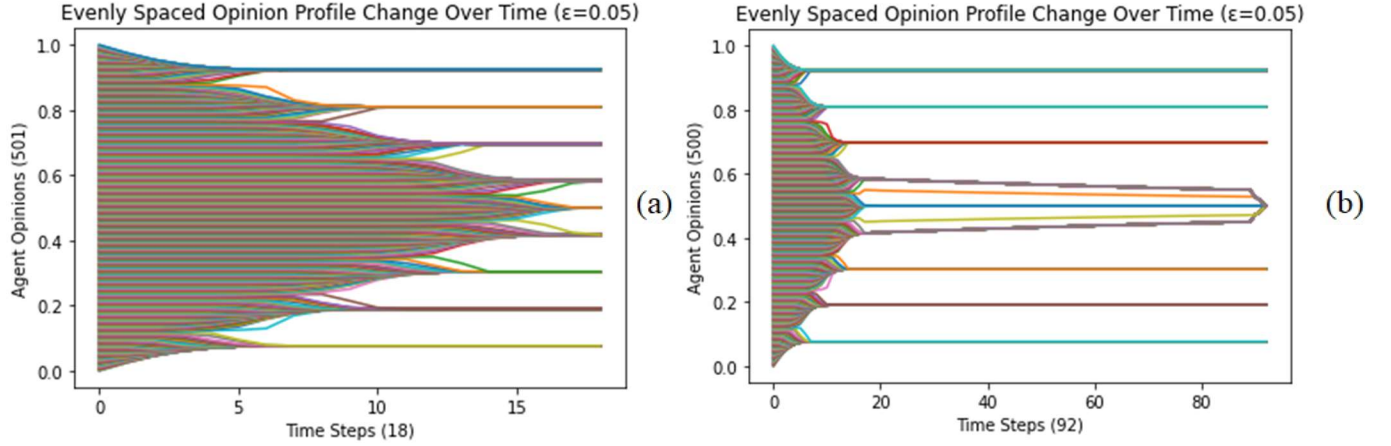 Evenly Spaced Opinion Profile Change Over Time (ε=0.05)
Agent Opinions (501)
1.0
0.8
0.6
0.4
0.2
0.0
0
5
10
15
Time Steps (18)
(a)
Evenly Spaced Opinion Profile Change Over Time (ε=0.05)
Agent Opinions (500)
1.0
0.8
0.6
0.4
0.2
0.0
0
20
40
60
80
Time Steps (92)
(b)